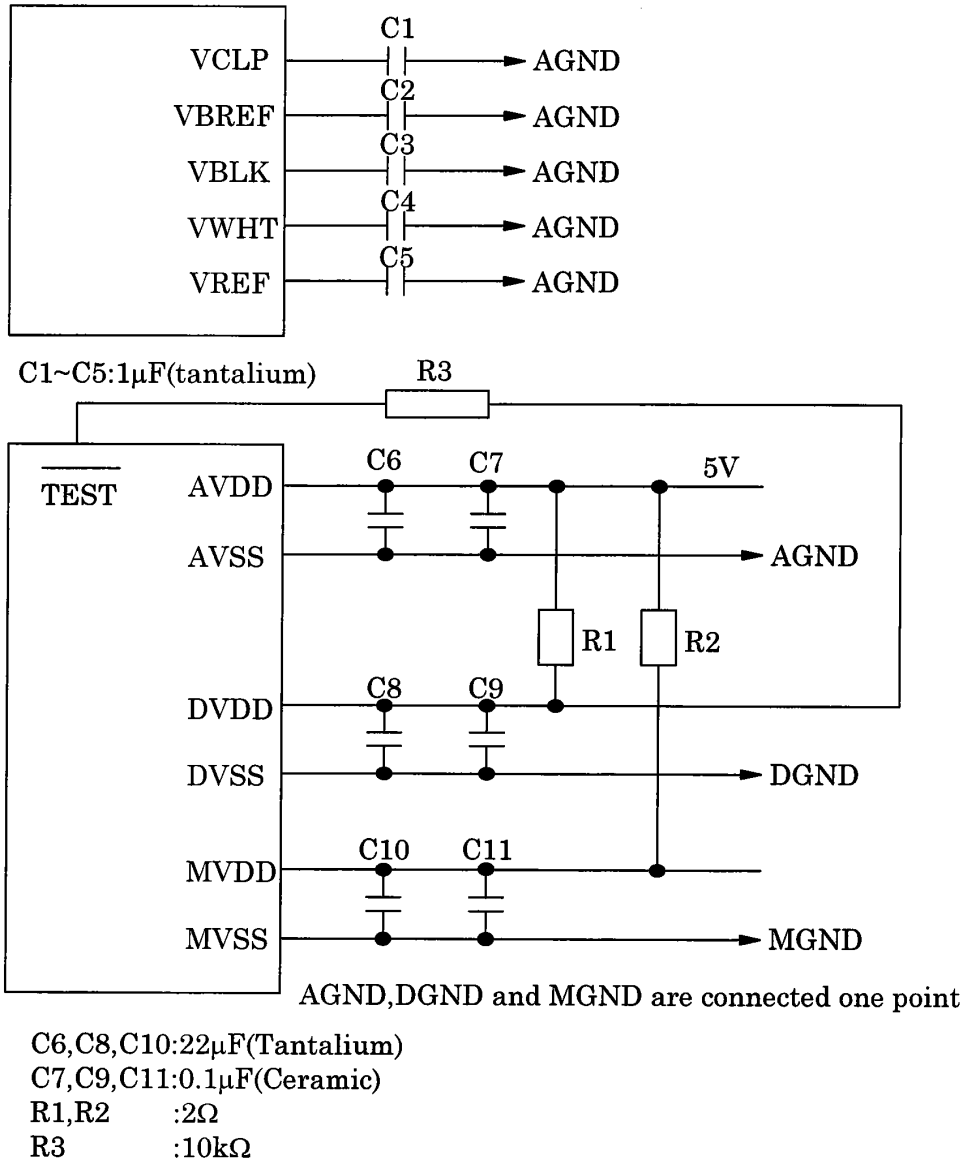 C1
VCLP AGND
C2
VBREF AGND
C3
VBLK AGND
C4
VWHT AGND
C5
VREF AGND
C1~C5:1µF(tantalium)
R3
TEST
AVDD C6 C7 5V
AVSS AGND
R1 R2
DVDD C8 C9
DVSS DGND
MVDD C10 C11
MVSS MGND
AGND,DGND and MGND are connected one point
C6,C8,C10:22µF(Tantalium)
C7,C9,C11:0.1µF(Ceramic)
R1,R2 :2Ω
R3 :10kΩ